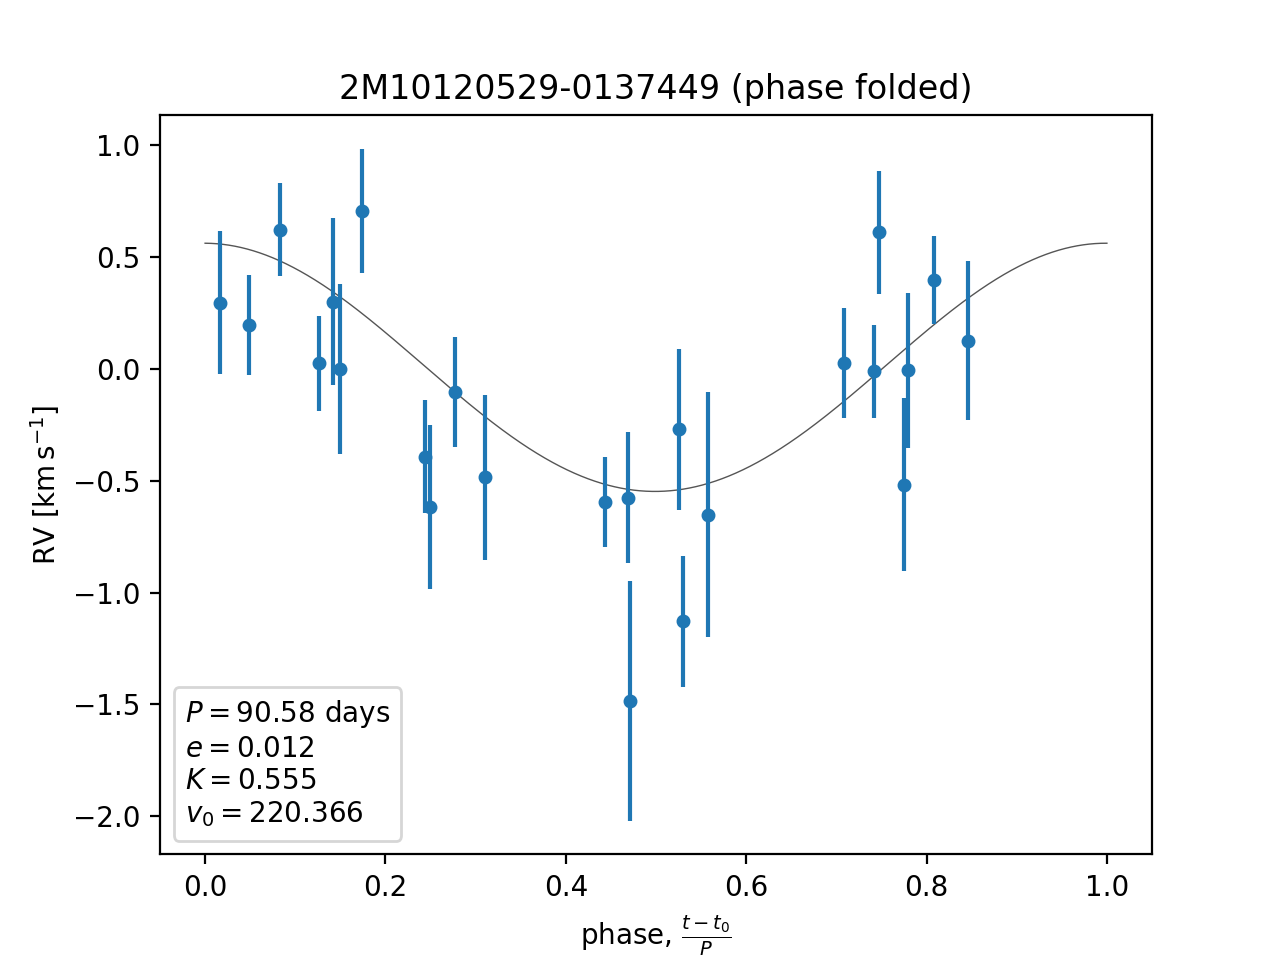 2M10120529-0137449 (phase folded)
1.0
0.5
0.0
−0.5
−1.0
−1.5
−2.0
RV [km s⁻¹]
P = 90.58 days
e = 0.012
K = 0.555
v₀ = 220.366
0.0 0.2 0.4 0.6 0.8 1.0
phase, (t − t₀)/P